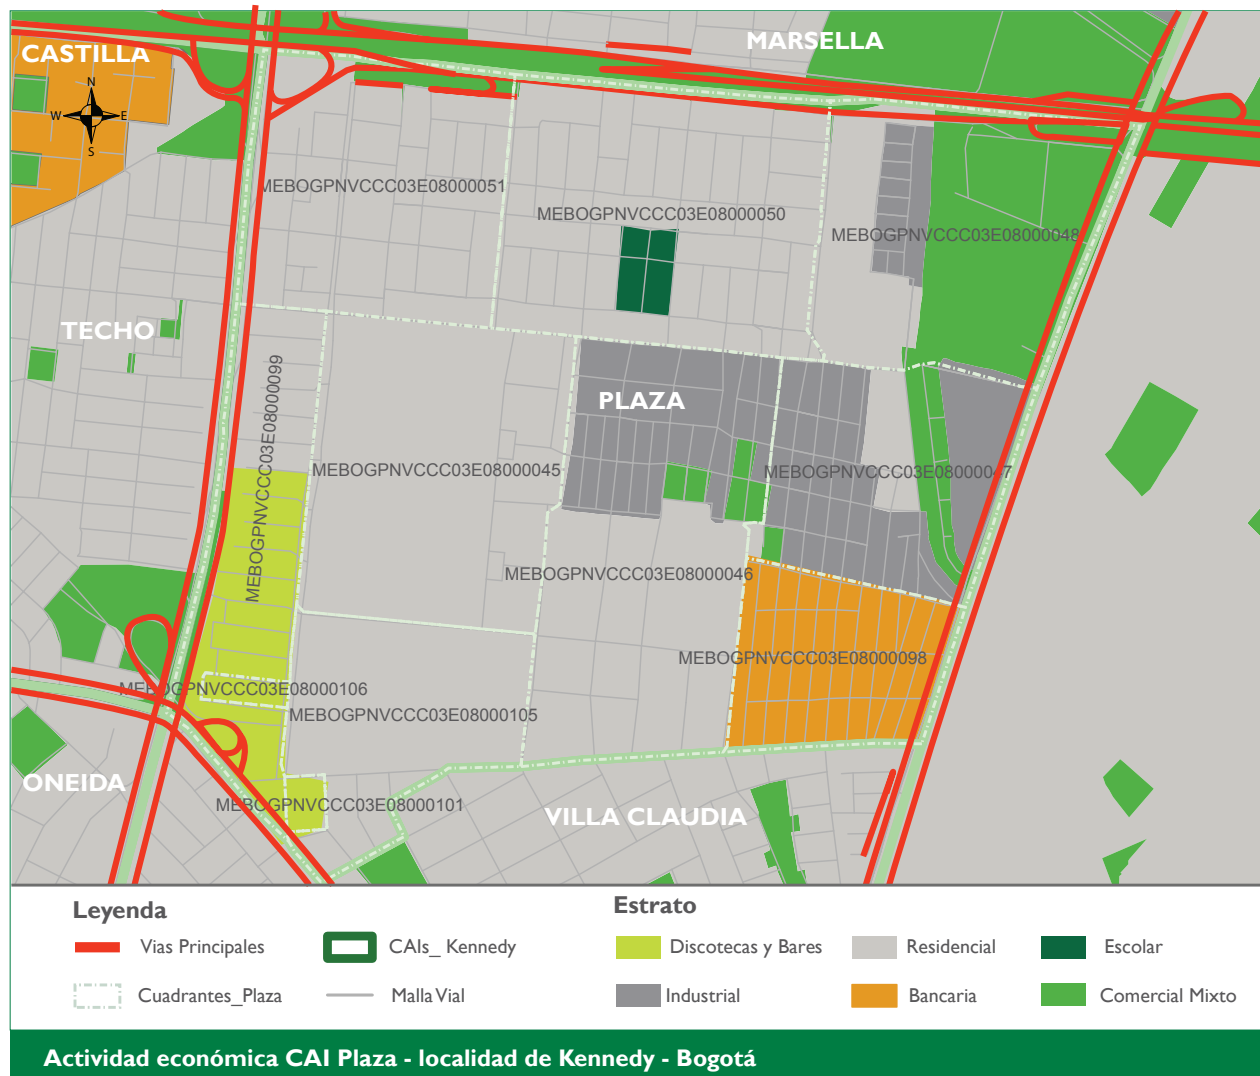 MARSELLA
CASTILLA
N
W E
S
MEBOGPNVCCC03E08000051
MEBOGPNVCCC03E08000050
MEBOGPNVCCC03E08000048
TECHO
MEBOGPNVCCC03E08000099
PLAZA
MEBOGPNVCCC03E08000045
MEBOGPNVCCC03E08000047
MEBOGPNVCCC03E08000046
MEBOGPNVCCC03E08000098
MEBOGPNVCCC03E08000106
MEBOGPNVCCC03E08000105
ONEIDA
MEBOGPNVCCC03E08000101
VILLA CLAUDIA
Leyenda
Vias Principales
CAIs_ Kennedy
Cuadrantes_Plaza
Malla Vial
Estrato
Discotecas y Bares
Residencial
Escolar
Industrial
Bancaria
Comercial Mixto
Actividad económica CAI Plaza - localidad de Kennedy - Bogotá